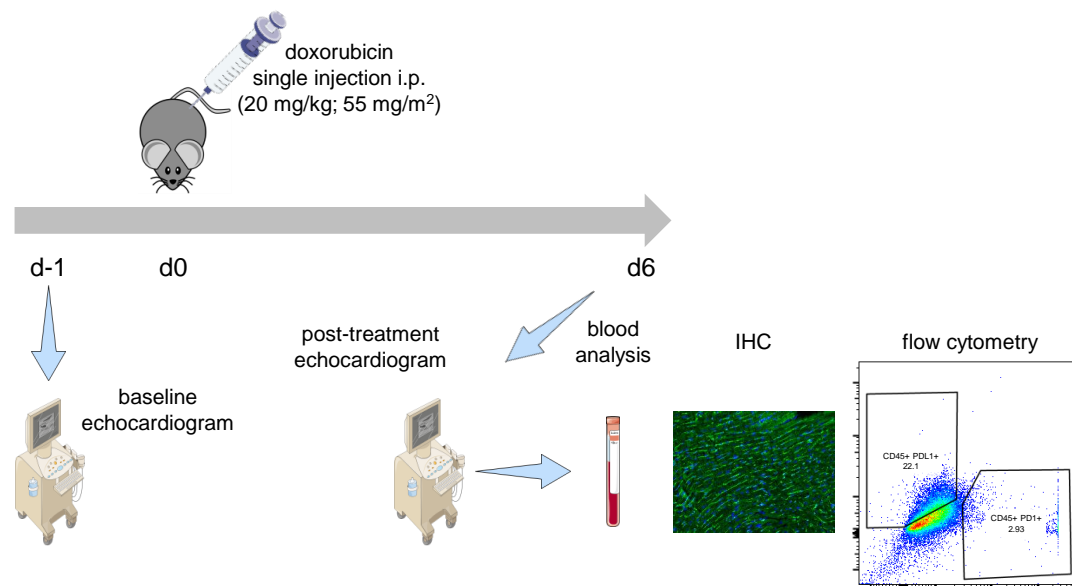 doxorubicin
single injection i.p.
(20 mg/kg; 55 mg/m²)
d-1
d0
d6
baseline
echocardiogram
post-treatment
echocardiogram
blood
analysis
IHC
flow cytometry
CD45+ PDL1+
22.1
CD45+ PD1+
2.93